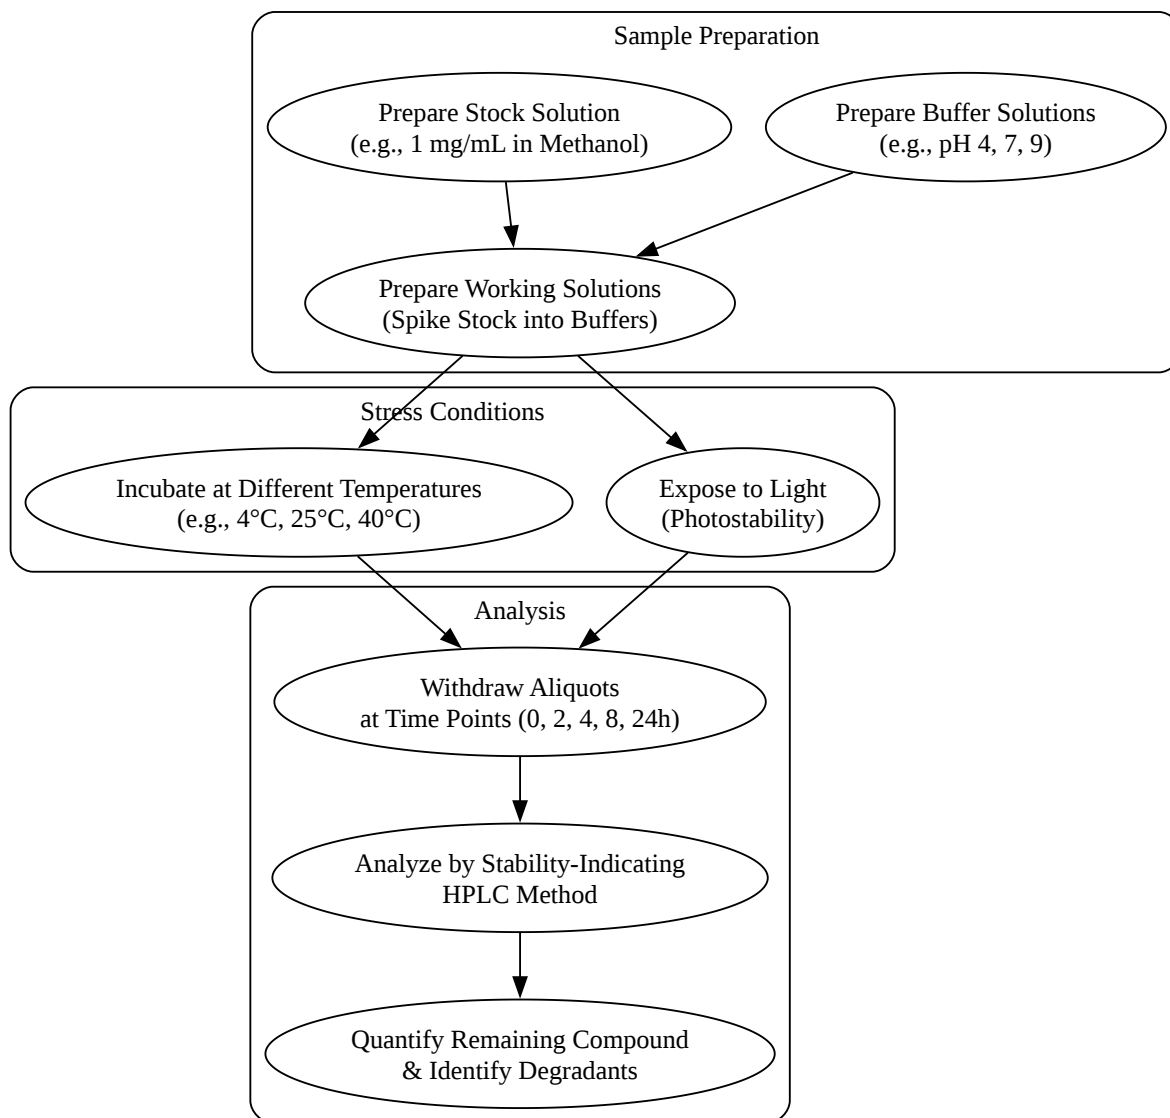 Sample Preparation
Prepare Stock Solution
(e.g., 1 mg/mL in Methanol)
Prepare Buffer Solutions
(e.g., pH 4, 7, 9)
Prepare Working Solutions
(Spike Stock into Buffers)
Stress Conditions
Incubate at Different Temperatures
(e.g., 4°C, 25°C, 40°C)
Expose to Light
(Photostability)
Analysis
Withdraw Aliquots
at Time Points (0, 2, 4, 8, 24h)
Analyze by Stability-Indicating
HPLC Method
Quantify Remaining Compound
& Identify Degradants